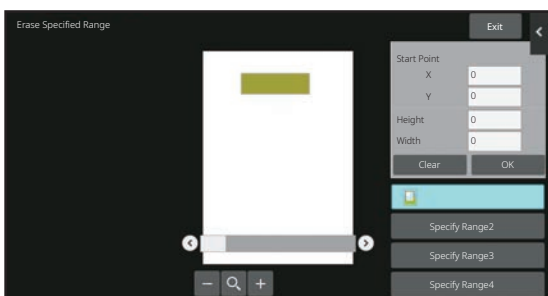 Erase Specified Range
Exit
Start Point
X 0
Y 0
Height 0
Width 0
Clear OK
Specify Range2
Specify Range3
Specify Range4